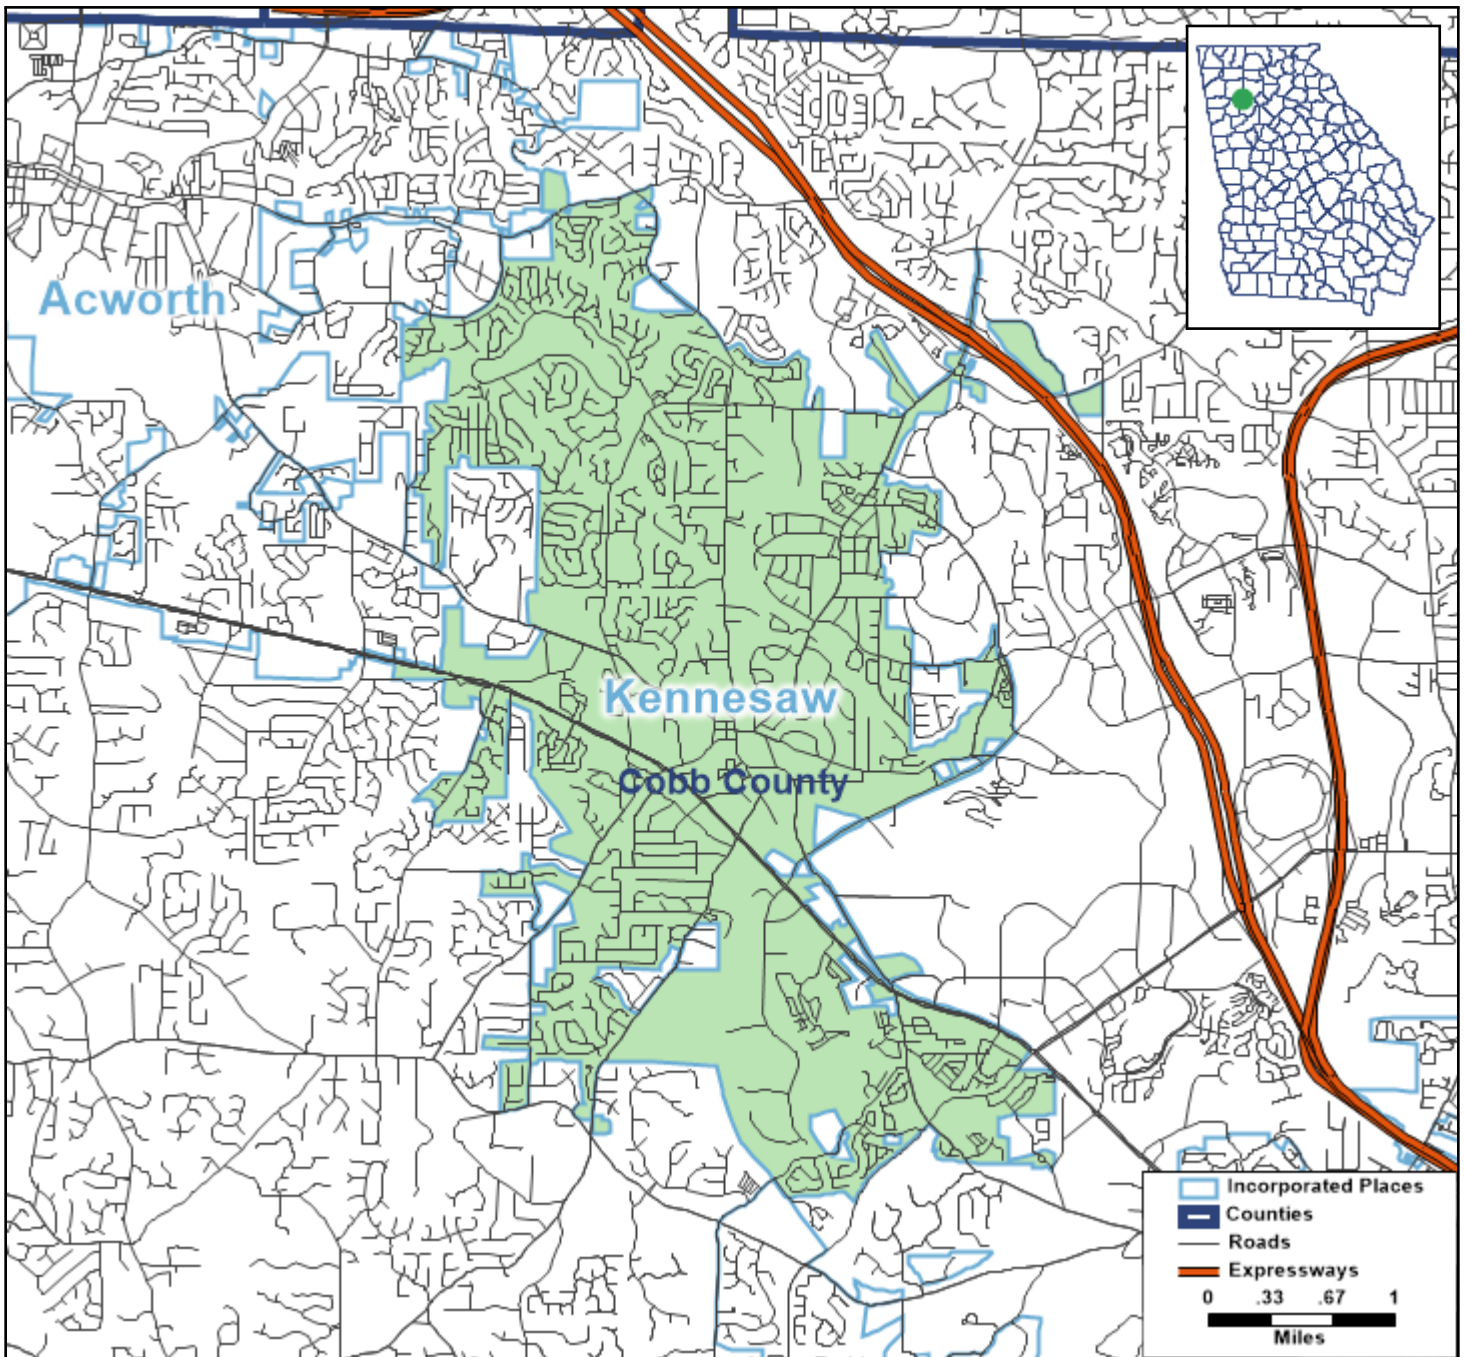 Acworth
Kennesaw
Cobb County
Incorporated Places
Counties
Roads
Expressways
0 .33 .67 1
Miles